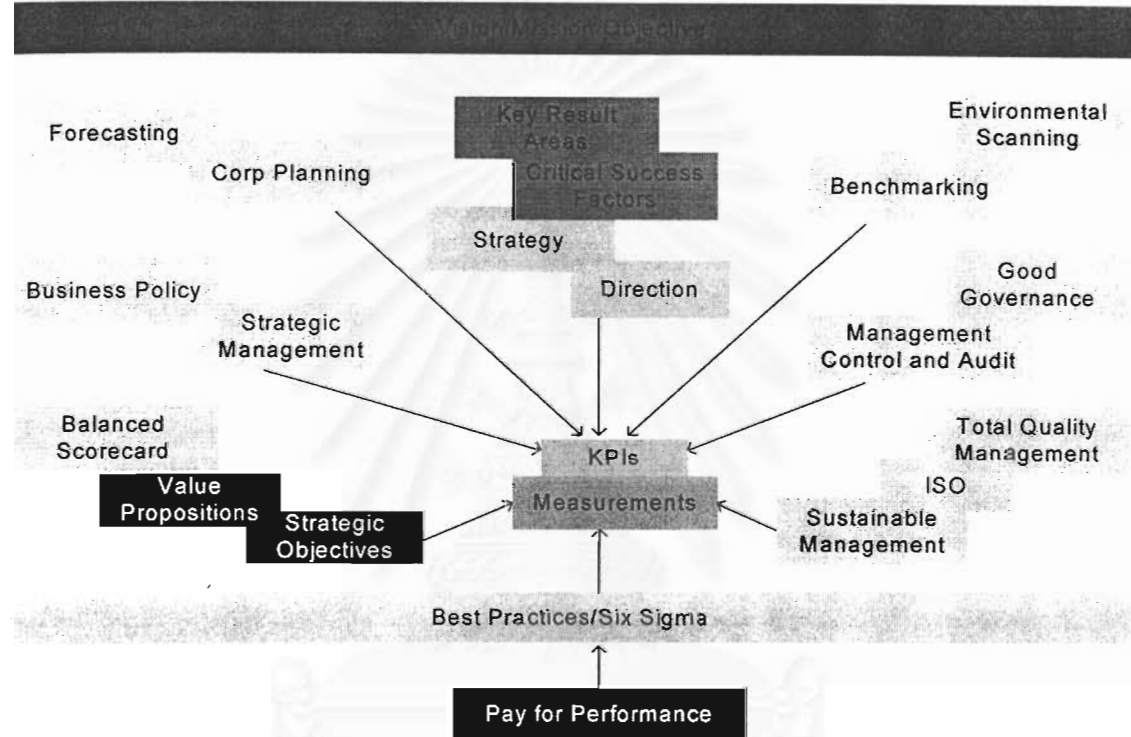 Vision/Mission/Objective
Key Result
Areas
Critical Success
Factors
Strategy
Direction
Forecasting
Corp Planning
Environmental
Scanning
Benchmarking
Business Policy
Strategic
Management
Good
Governance
Management
Control and Audit
Balanced
Scorecard
Value
Propositions
Strategic
Objectives
KPIs
Measurements
Total Quality
Management
ISO
Sustainable
Management
Best Practices/Six Sigma
Pay for Performance